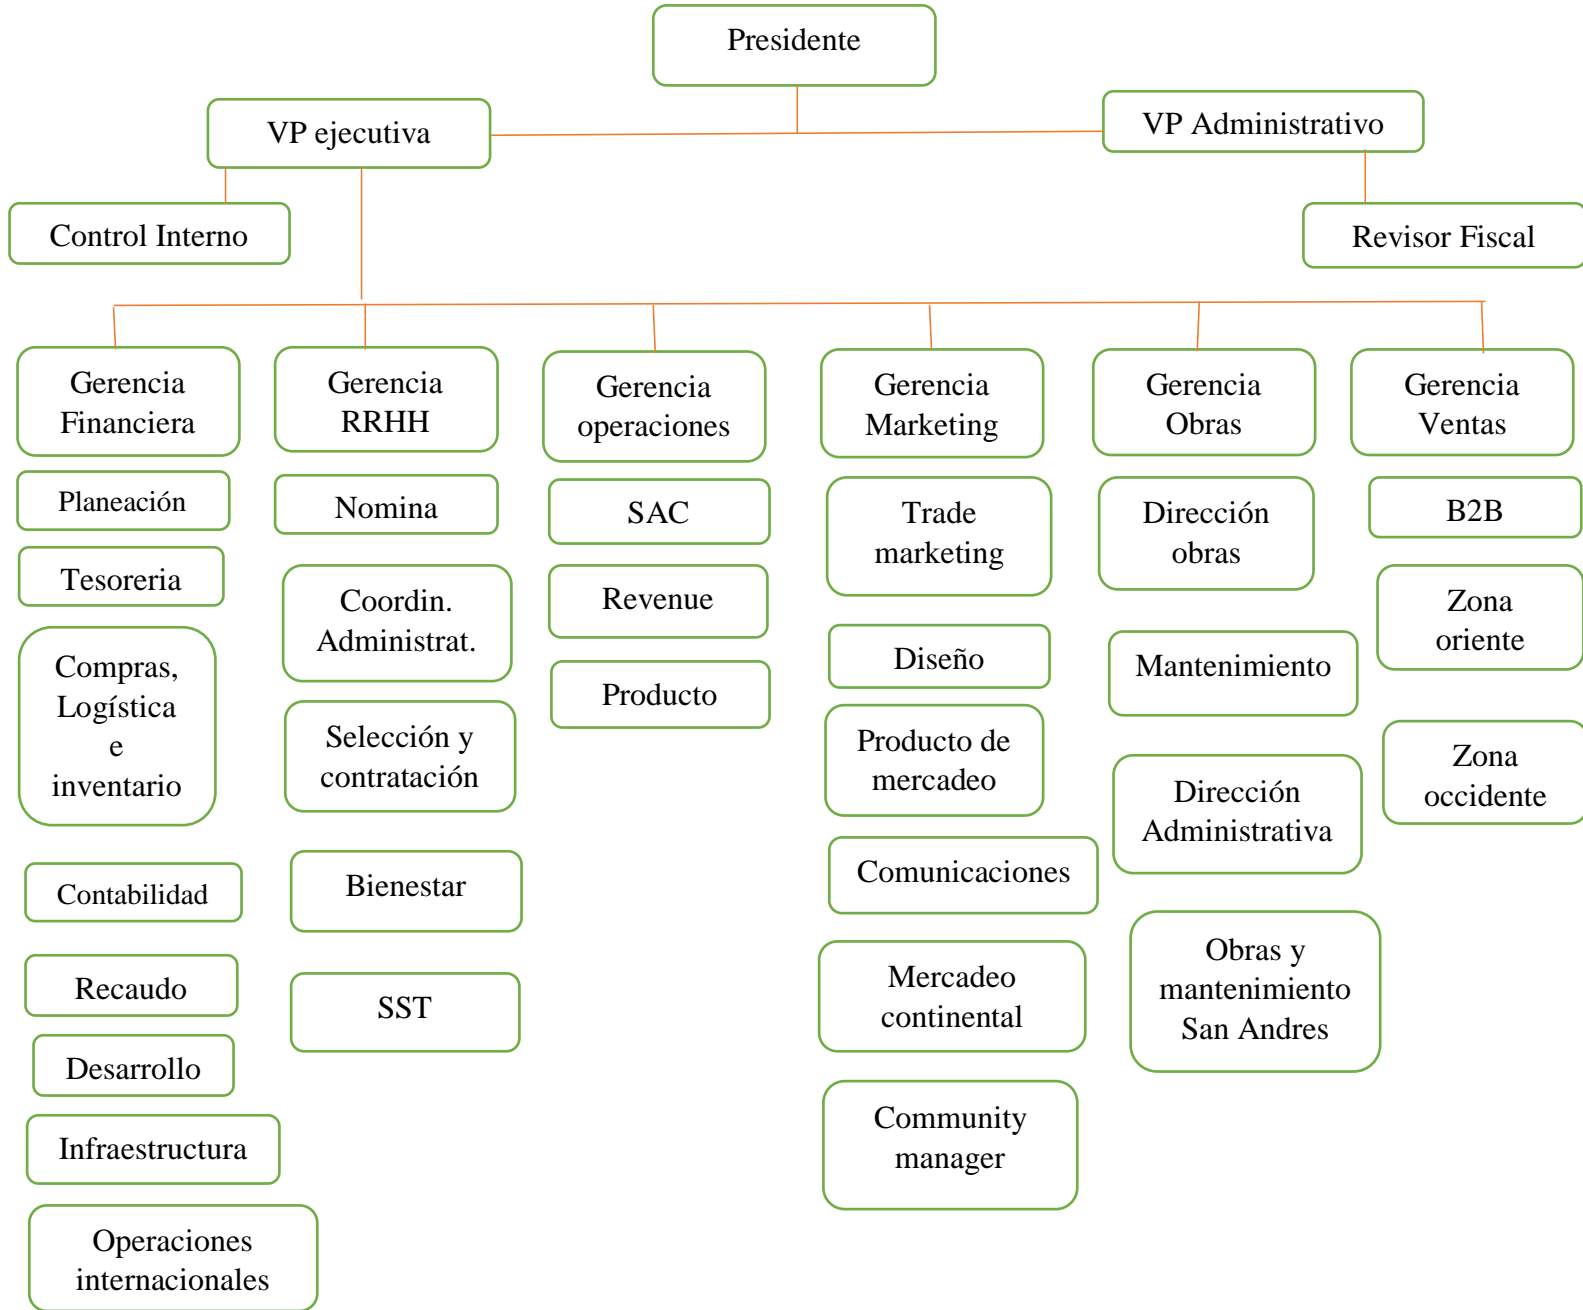 Presidente
VP ejecutiva
VP Administrativo
Control Interno
Revisor Fiscal
Gerencia
Financiera
Gerencia
RRHH
Gerencia
operaciones
Gerencia
Marketing
Gerencia
Obras
Gerencia
Ventas
Planeación
Tesoreria
Compras,
Logística
e
inventario
Contabilidad
Recaudo
Desarrollo
Infraestructura
Operaciones
internacionales
Nomina
Coordin.
Administrat.
Selección y
contratación
Bienestar
SST
SAC
Revenue
Producto
Trade
marketing
Diseño
Producto de
mercadeo
Comunicaciones
Mercadeo
continental
Community
manager
Dirección
obras
Mantenimiento
Dirección
Administrativa
Obras y
mantenimiento
San Andres
B2B
Zona
oriente
Zona
occidente